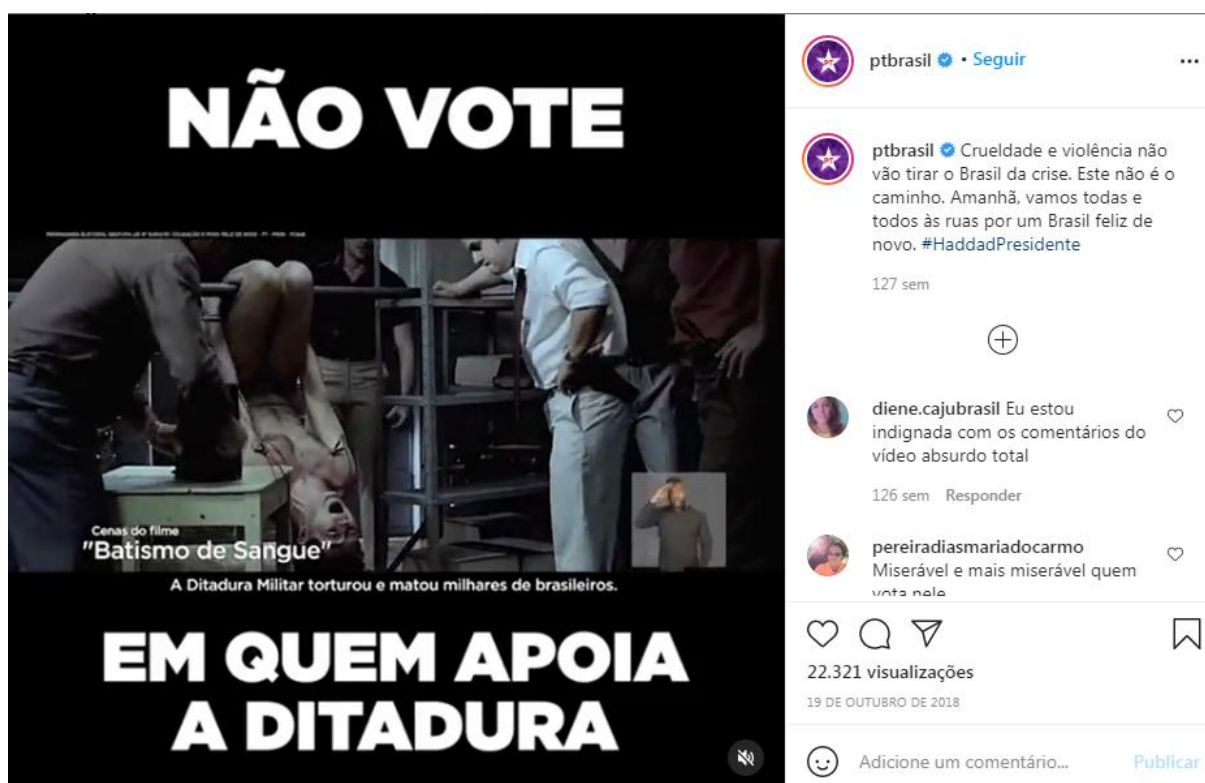 NÃO VOTE
Cenas do filme
"Batismo de Sangue"
A Ditadura Militar torturou e matou milhares de brasileiros.
EM QUEM APOIA
A DITADURA
ptbrasil • Seguir
ptbrasil Crueldade e violência não
vão tirar o Brasil da crise. Este não é o
caminho. Amanhã, vamos todas e
todos às ruas por um Brasil feliz de
novo. #HaddadPresidente
127 sem
diene.cajubrasil Eu estou
indignada com os comentários do
vídeo absurdo total
126 sem Responder
pereiradiasmariadocarmo
Miserável e mais miserável quem
vota nele
22.321 visualizações
19 DE OUTUBRO DE 2018
Adicione um comentário... Publicar